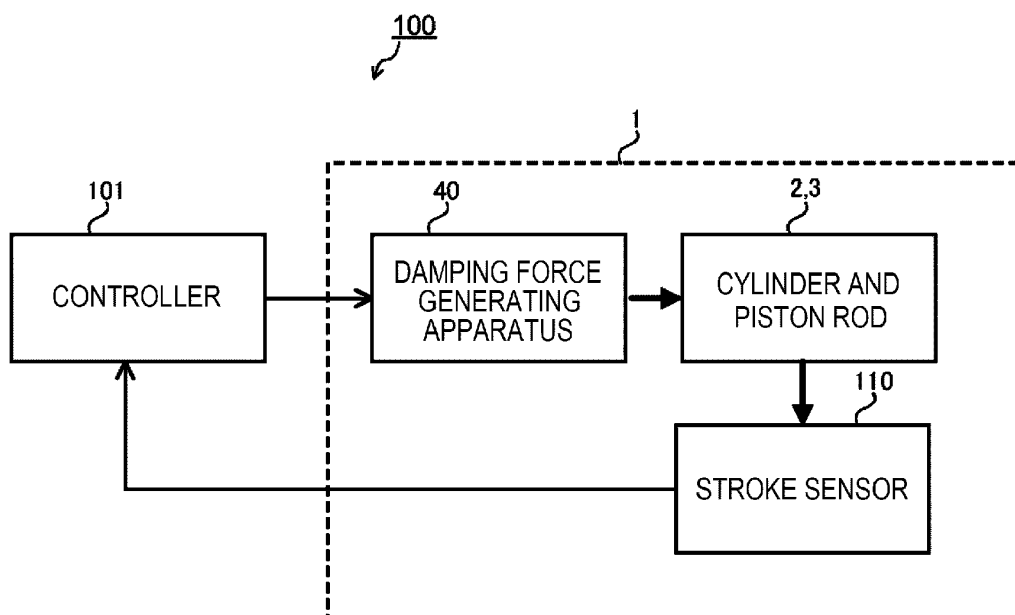 100
1
101
40
2,3
CONTROLLER
DAMPING FORCE
GENERATING
APPARATUS
CYLINDER AND
PISTON ROD
110
STROKE SENSOR